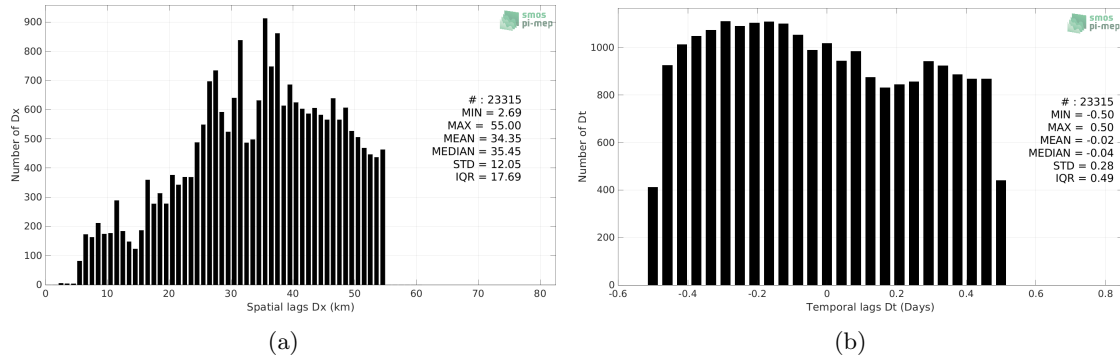 900
800
700
600
500
400
300
200
100
0
Number of Dx
smos
pi-mep
# : 23315
MIN = 2.69
MAX = 55.00
MEAN = 34.35
MEDIAN = 35.45
STD = 12.05
IQR = 17.69
0 10 20 30 40 50 60 70 80
Spatial lags Dx (km)
(a)
1000
800
600
400
200
0
Number of Dt
smos
pi-mep
# : 23315
MIN = -0.50
MAX = 0.50
MEAN = -0.02
MEDIAN = -0.04
STD = 0.28
IQR = 0.49
-0.6 -0.4 -0.2 0 0.2 0.4 0.6 0.8
Temporal lags Dt (Days)
(b)